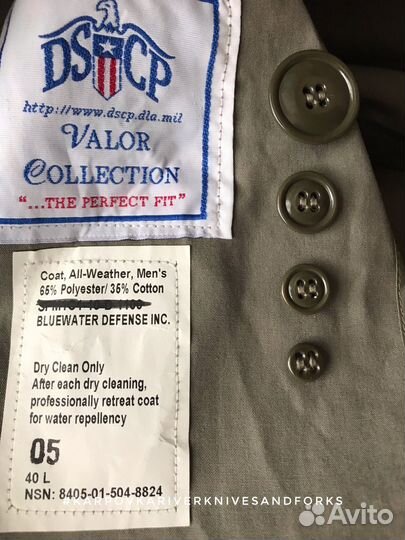 DSCP
http://www.dscp.dla.mil
VALOR
COLLECTION
"...THE PERFECT FIT"
Coat, All-Weather, Men's
65% Polyester/ 35% Cotton
BLUEWATER DEFENSE INC.
Dry Clean Only
After each dry cleaning,
professionally retreat coat
for water repellency
05
40 L
NSN: 8405-01-504-8824
Avito